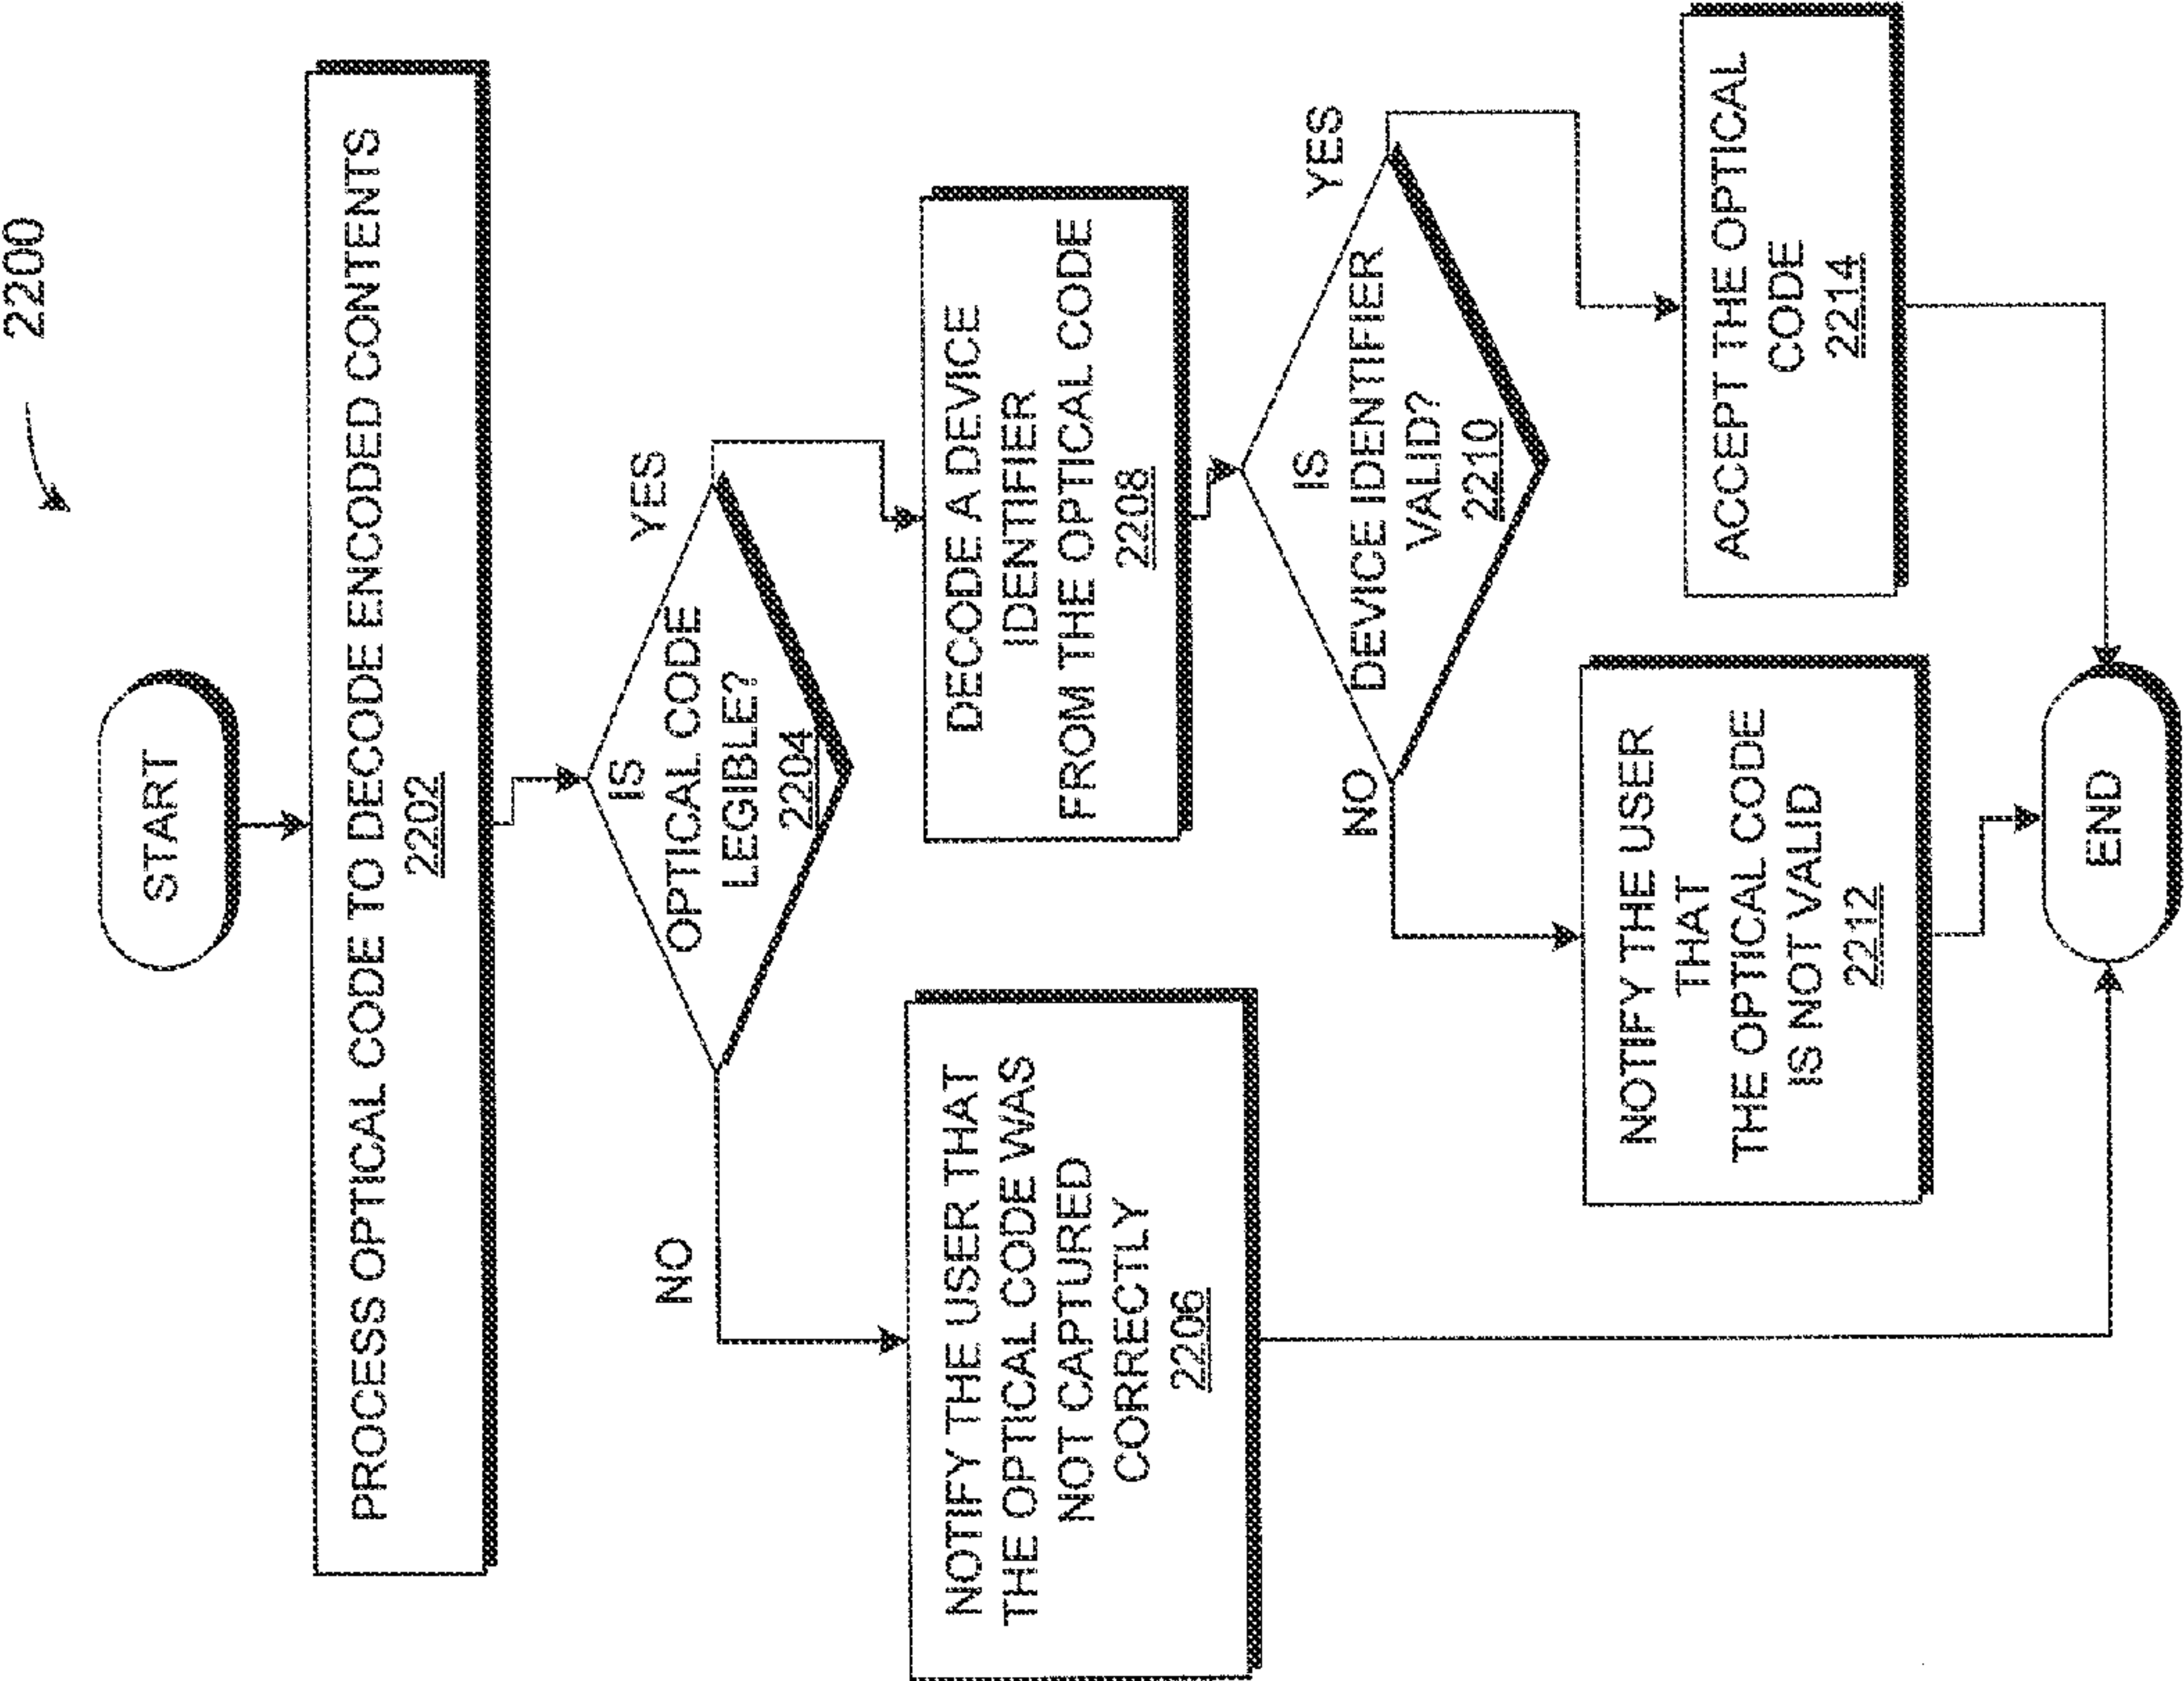 2200
START
PROCESS OPTICAL CODE TO DECODE ENCODED CONTENTS
2202
IS
OPTICAL CODE
LEGIBLE?
2204
NO
YES
NOTIFY THE USER THAT
THE OPTICAL CODE WAS
NOT CAPTURED
CORRECTLY
2206
DECODE A DEVICE
IDENTIFIER
FROM THE OPTICAL CODE
2208
IS
DEVICE IDENTIFIER
VALID?
2210
NO
YES
NOTIFY THE USER
THAT
THE OPTICAL CODE
IS NOT VALID
2212
ACCEPT THE OPTICAL
CODE
2214
END